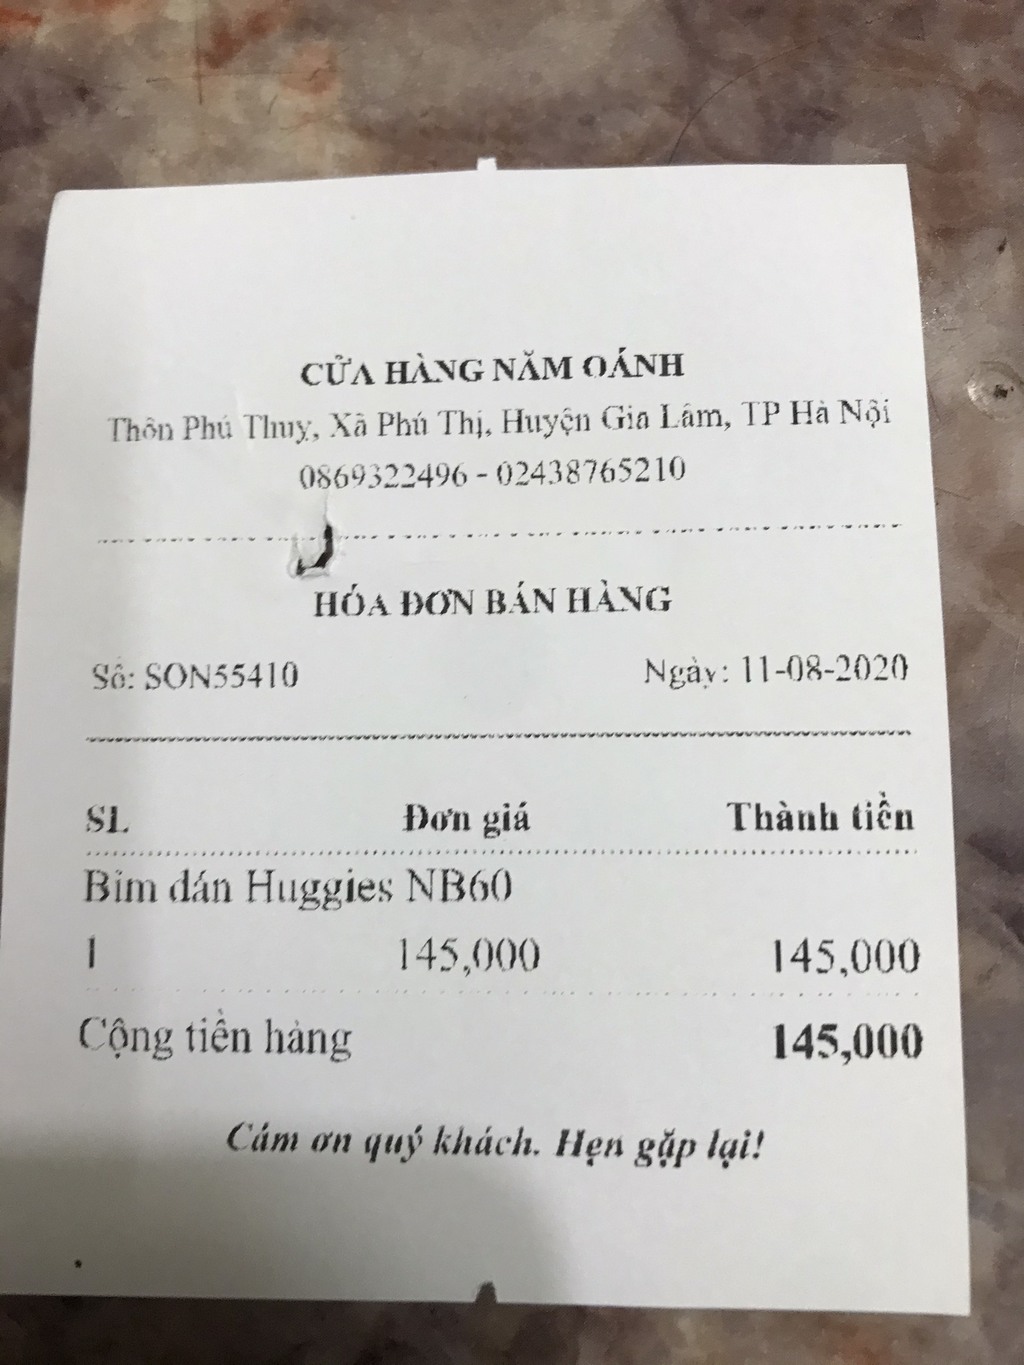 CỬA HÀNG NĂM OÁNH
Thôn Phú Thụy, Xã Phú Thị, Huyện Gia Lâm, TP Hà Nội
0869322496 - 02438765210
HÓA ĐƠN BÁN HÀNG
Số: SON55410 Ngày: 11-08-2020
SL Đơn giá Thành tiền
Bỉm dán Huggies NB60
1 145,000 145,000
Cộng tiền hàng 145,000
Cám ơn quý khách. Hẹn gặp lại!